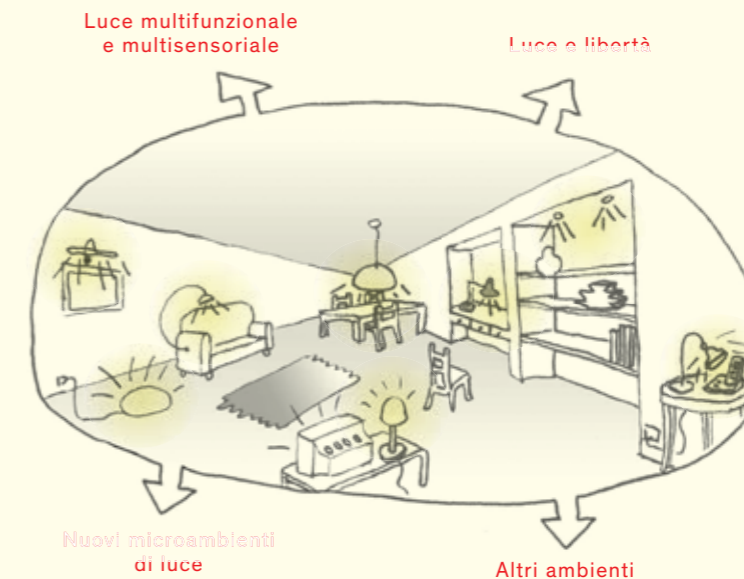 Luce multifunzionale
e multisensoriale
Luce e libertà
Nuovi microambienti
di luce
Altri ambienti